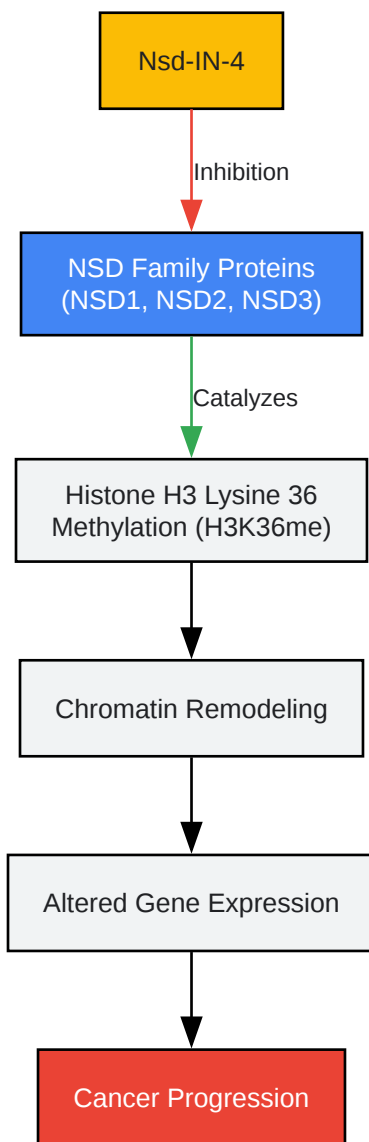 Nsd-IN-4
Inhibition
NSD Family Proteins
(NSD1, NSD2, NSD3)
Catalyzes
Histone H3 Lysine 36
Methylation (H3K36me)
Chromatin Remodeling
Altered Gene Expression
Cancer Progression